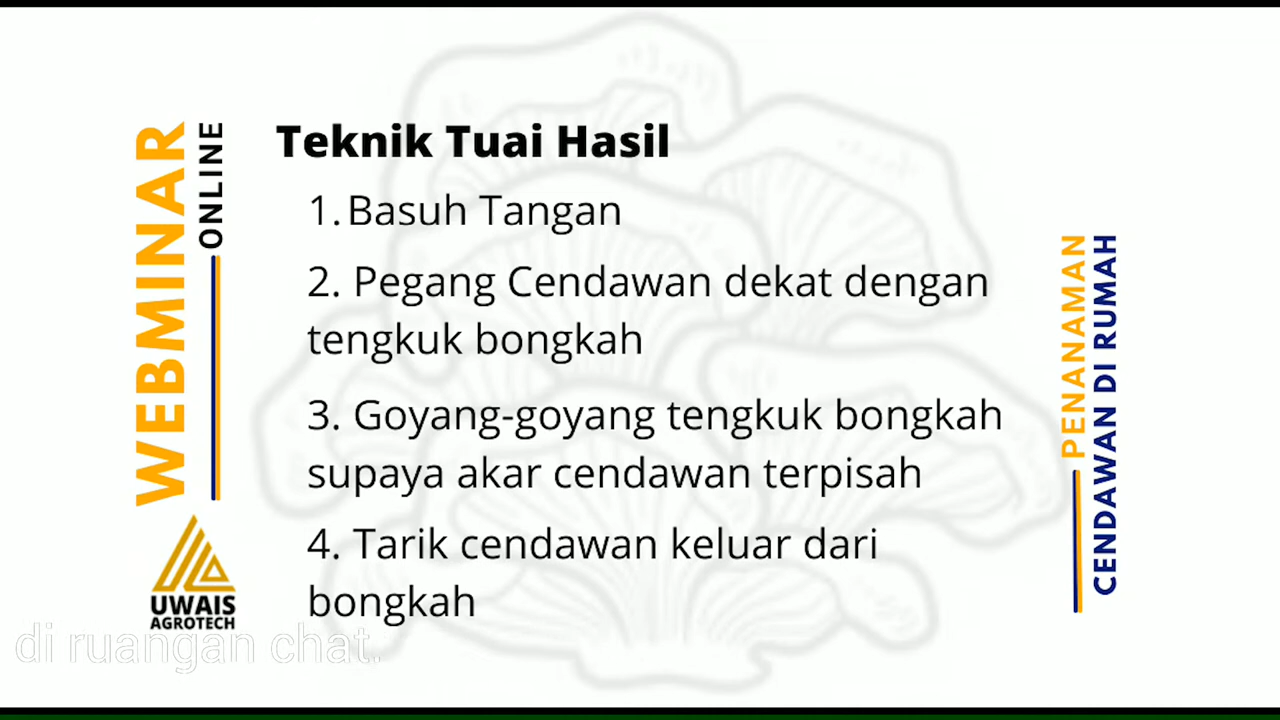 WEBMINAR
ONLINE
UWAIS
AGROTECH
Teknik Tuai Hasil
1. Basuh Tangan
2. Pegang Cendawan dekat dengan
tengkuk bongkah
3. Goyang-goyang tengkuk bongkah
supaya akar cendawan terpisah
4. Tarik cendawan keluar dari
bongkah
PENANAMAN
CENDAWAN DI RUMAH
di ruangan chat.